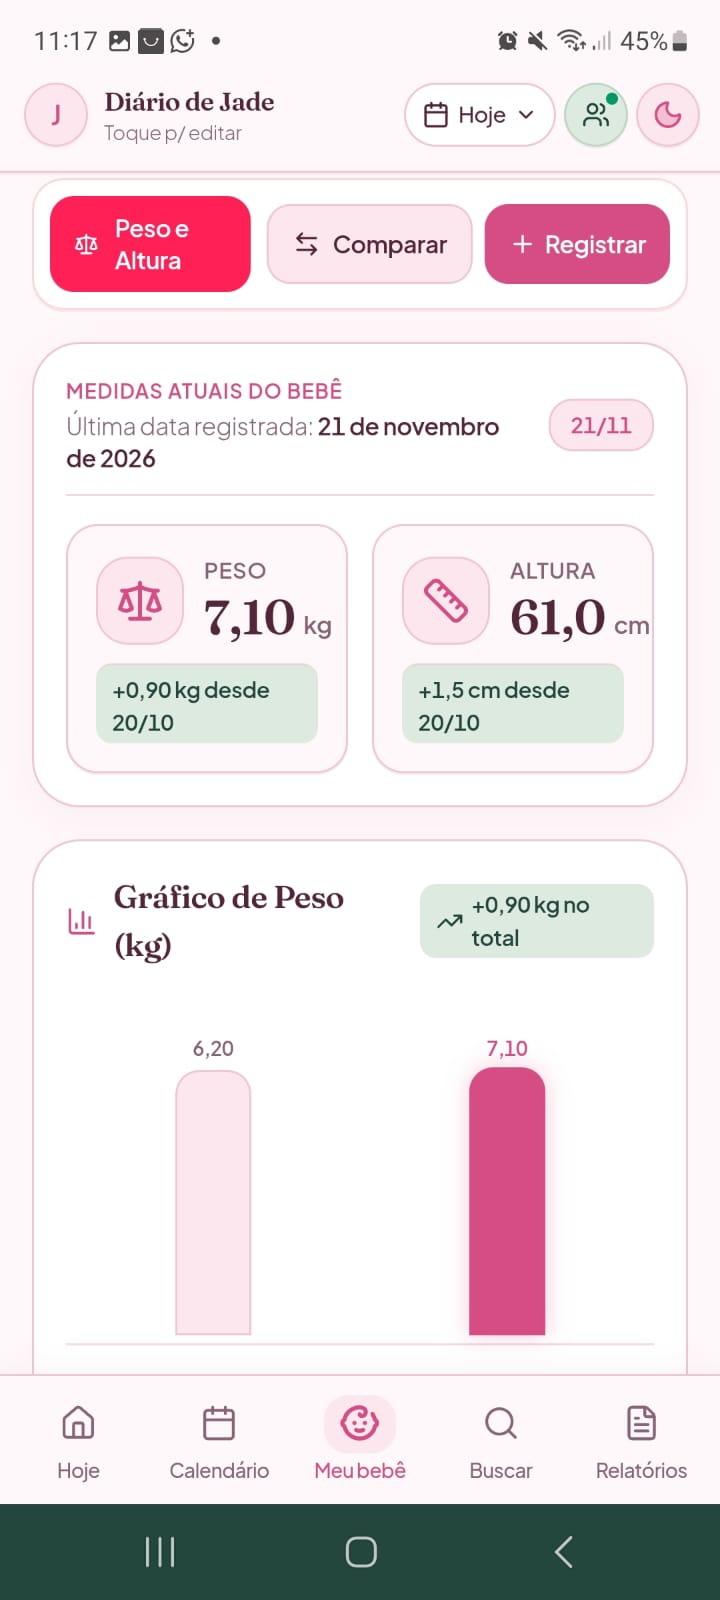 11:17
45%
J
Diário de Jade
Toque p/ editar
Hoje
Peso e
Altura
Comparar
Registrar
MEDIDAS ATUAIS DO BEBÊ
Última data registrada: 21 de novembro
de 2026
21/11
PESO
7,10 kg
+0,90 kg desde
20/10
ALTURA
61,0 cm
+1,5 cm desde
20/10
Gráfico de Peso
(kg)
+0,90 kg no
total
6,20
7,10
Hoje
Calendário
Meu bebê
Buscar
Relatórios